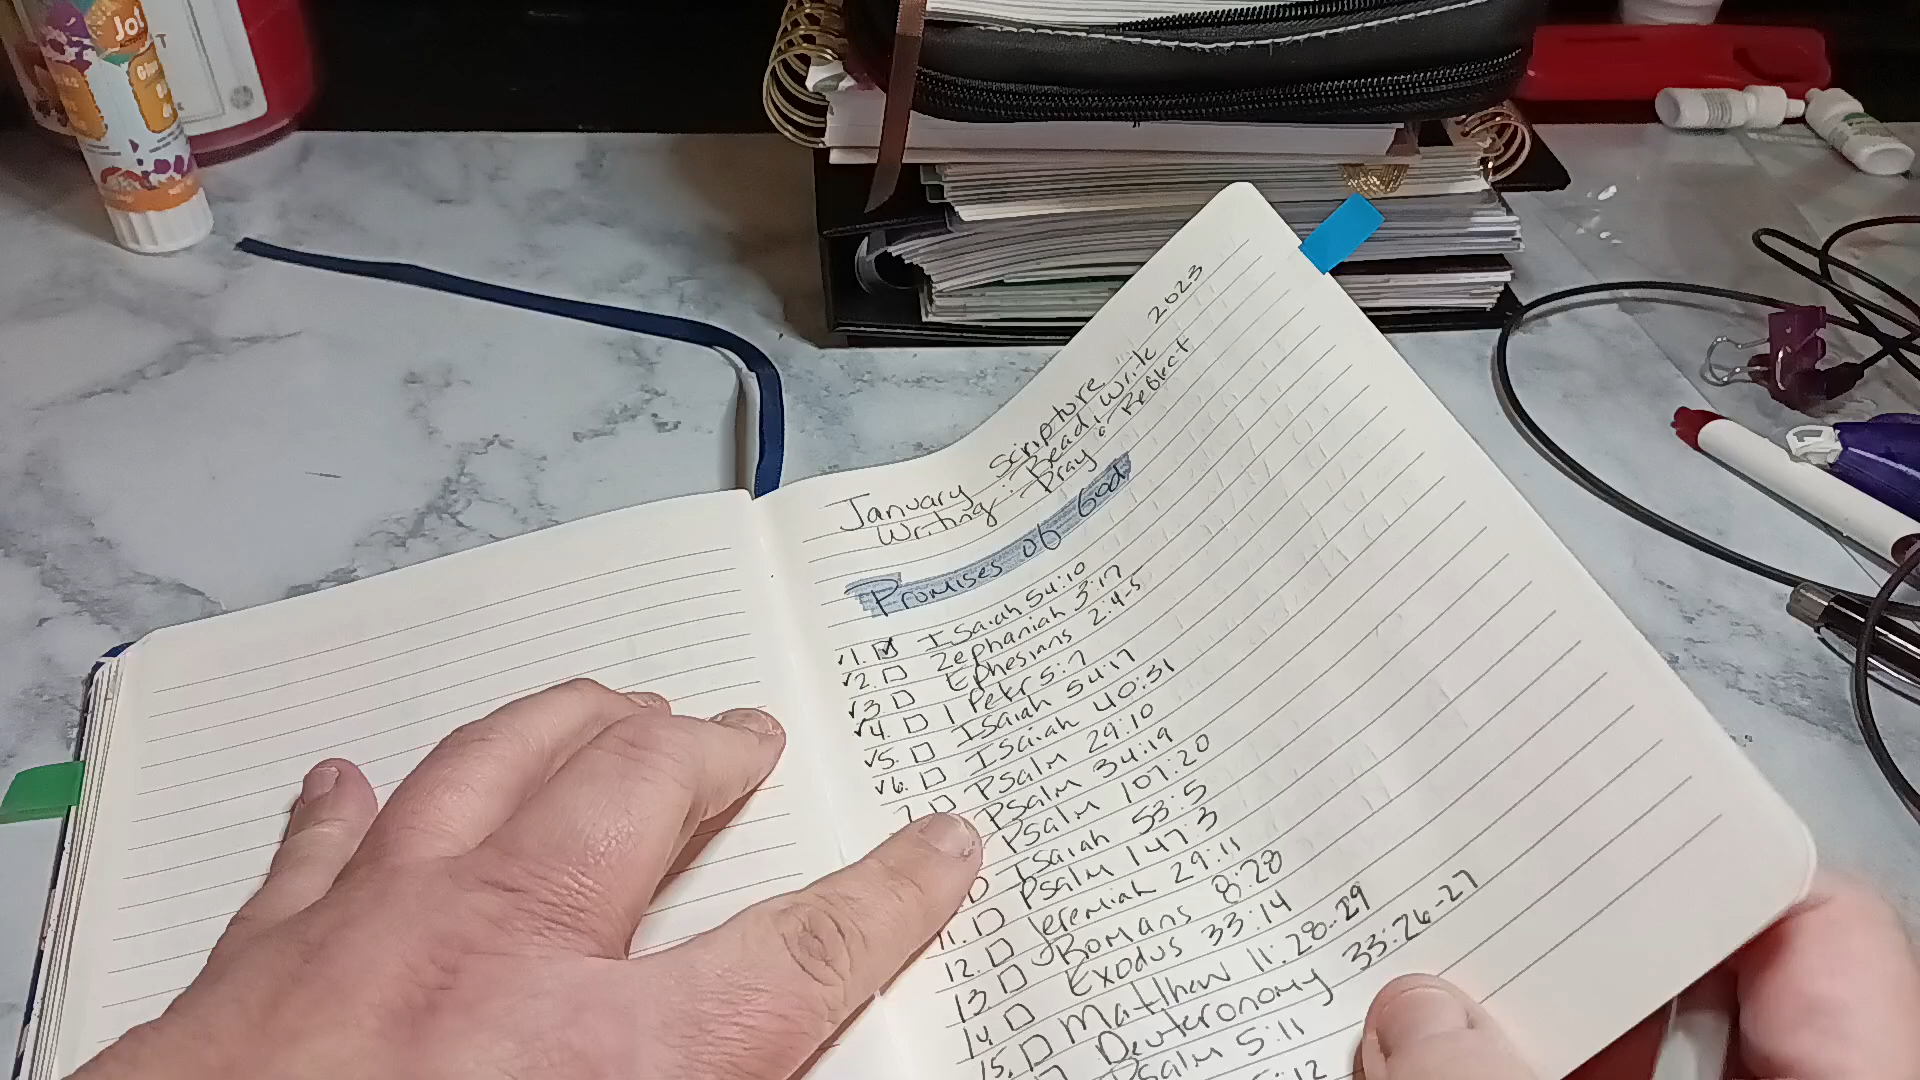 Jot
January Scripture 2023
Writing: Read, Write
Pray & Reflect
Promises of God
✓1. ☑ Isaiah 54:10
✓2. ☐ Zephaniah 3:17
✓3 ☐ Ephesians 2:4-5
✓4. ☐ 1 Peter 5:7
✓5. ☐ Isaiah 54:17
✓6. ☐ Isaiah 40:31
7 ☐ Psalm 29:10
Psalm 34:19
Psalm 107:20
☐ Isaiah 53:5
11. ☐ Psalm 147:3
12. ☐ Jeremiah 29:11
13 ☐ Romans 8:28
14. ☐ Exodus 33:14
15. ☐ Matthew 11:28-29
☐ Deuteronomy 33:26-27
Psalm 5:11
:12